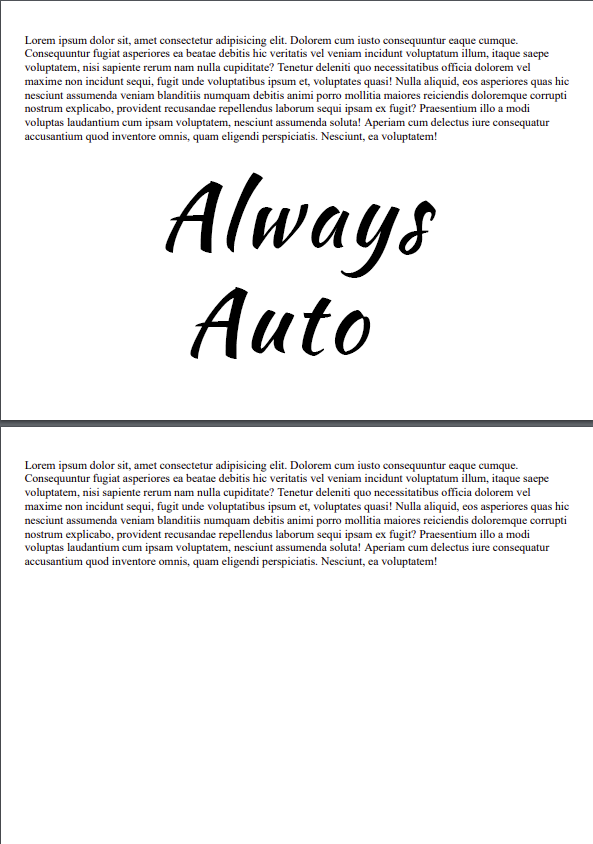 Lorem ipsum dolor sit, amet consectetur adipisicing elit. Dolorem cum iusto consequuntur eaque cumque.
Consequuntur fugiat asperiores ea beatae debitis hic veritatis vel veniam incidunt voluptatum illum, itaque saepe
voluptatem, nisi sapiente rerum nam nulla cupiditate? Tenetur deleniti quo necessitatibus officia dolorem vel
maxime non incidunt sequi, fugit unde voluptatibus ipsum et, voluptates quasi! Nulla aliquid, eos asperiores quas hic
nesciunt assumenda veniam blanditiis numquam debitis animi porro mollitia maiores reiciendis doloremque corrupti
nostrum explicabo, provident recusandae repellendus laborum sequi ipsam ex fugit? Praesentium illo a modi
voluptas laudantium cum ipsam voluptatem, nesciunt assumenda soluta! Aperiam cum delectus iure consequatur
accusantium quod inventore omnis, quam eligendi perspiciatis. Nesciunt, ea voluptatem!
Always
Auto
Lorem ipsum dolor sit, amet consectetur adipisicing elit. Dolorem cum iusto consequuntur eaque cumque.
Consequuntur fugiat asperiores ea beatae debitis hic veritatis vel veniam incidunt voluptatum illum, itaque saepe
voluptatem, nisi sapiente rerum nam nulla cupiditate? Tenetur deleniti quo necessitatibus officia dolorem vel
maxime non incidunt sequi, fugit unde voluptatibus ipsum et, voluptates quasi! Nulla aliquid, eos asperiores quas hic
nesciunt assumenda veniam blanditiis numquam debitis animi porro mollitia maiores reiciendis doloremque corrupti
nostrum explicabo, provident recusandae repellendus laborum sequi ipsam ex fugit? Praesentium illo a modi
voluptas laudantium cum ipsam voluptatem, nesciunt assumenda soluta! Aperiam cum delectus iure consequatur
accusantium quod inventore omnis, quam eligendi perspiciatis. Nesciunt, ea voluptatem!